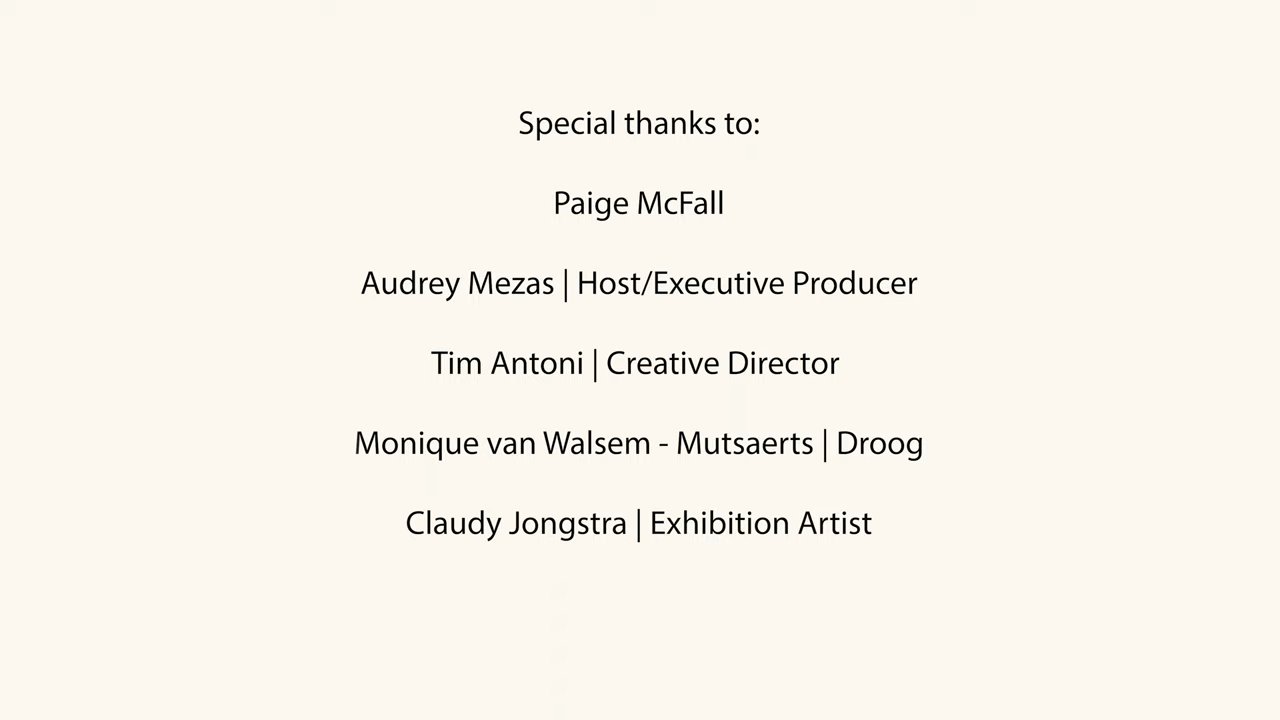 Special thanks to:
Paige McFall
Audrey Mezas | Host/Executive Producer
Tim Antoni | Creative Director
Monique van Walsem - Mutsaerts | Droog
Claudy Jongstra | Exhibition Artist